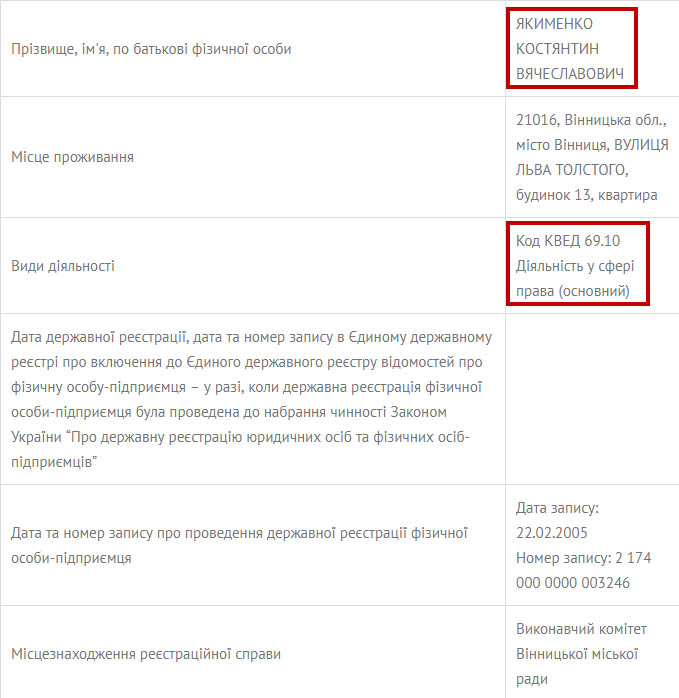 Прізвище, ім'я, по батькові фізичної особи
ЯКИМЕНКО
КОСТЯНТИН
ВЯЧЕСЛАВОВИЧ
Місце проживання
21016, Вінницька обл.,
місто Вінниця, ВУЛИЦЯ
ЛЬВА ТОЛСТОГО,
будинок 13, квартира
Види діяльності
Код КВЕД 69.10
Діяльність у сфері
права (основний)
Дата державної реєстрації, дата та номер запису в Єдиному державному
реєстрі про включення до Єдиного державного реєстру відомостей про
фізичну особу-підприємця – у разі, коли державна реєстрація фізичної
особи-підприємця була проведена до набрання чинності Законом
України “Про державну реєстрацію юридичних осіб та фізичних осіб-
підприємців”
Дата та номер запису про проведення державної реєстрації фізичної
особи-підприємця
Дата запису:
22.02.2005
Номер запису: 2 174
000 0000 003246
Місцезнаходження реєстраційної справи
Виконавчий комітет
Вінницької міської
ради